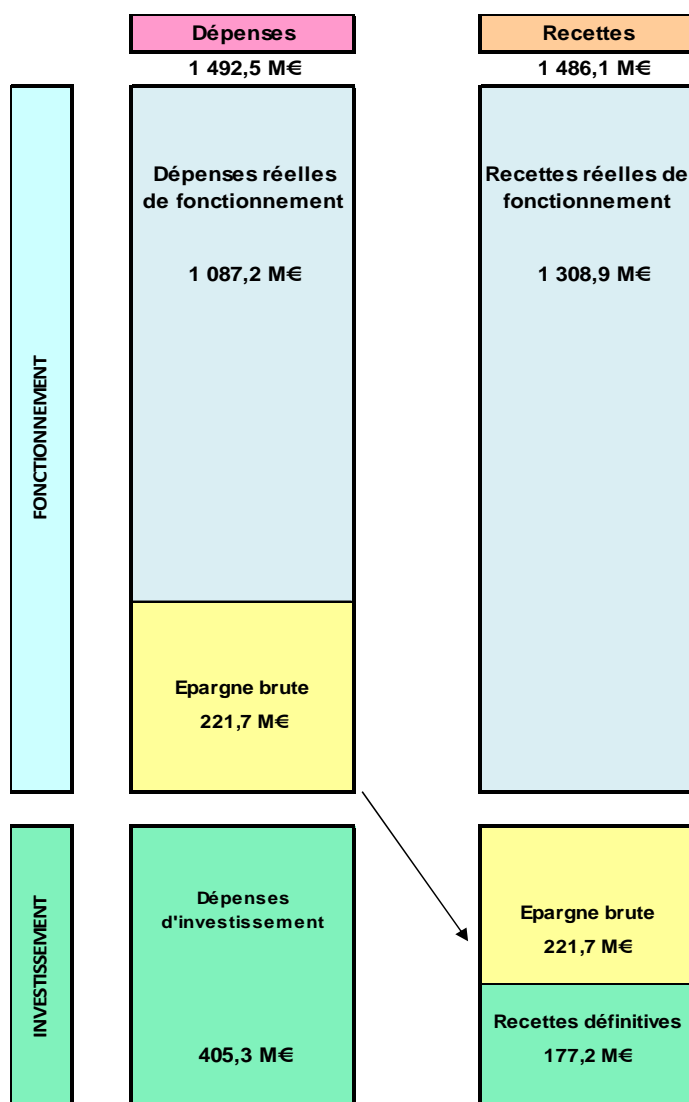 Dépenses
Recettes
1 492,5 M€
1 486,1 M€
FONCTIONNEMENT
Dépenses réelles
de fonctionnement
1 087,2 M€
Recettes réelles de
fonctionnement
1 308,9 M€
Epargne brute
221,7 M€
INVESTISSEMENT
Dépenses
d'investissement
405,3 M€
Epargne brute
221,7 M€
Recettes définitives
177,2 M€